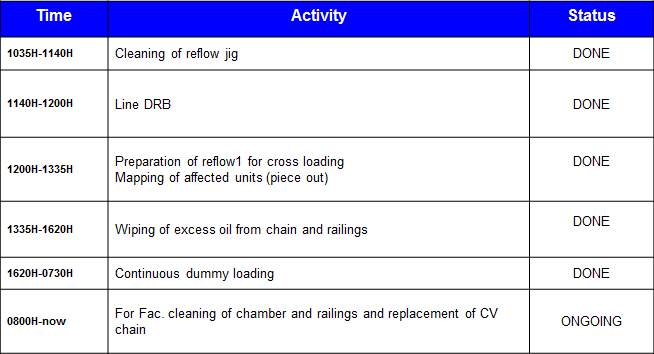 Time Activity Status
1035H-1140H Cleaning of reflow jig DONE
1140H-1200H Line DRB DONE
1200H-1335H Preparation of reflow1 for cross loading DONE
Mapping of affected units (piece out)
1335H-1620H Wiping of excess oil from chain and railings DONE
1620H-0730H Continuous dummy loading DONE
0800H-now For Fac. cleaning of chamber and railings and replacement of CV ONGOING
chain